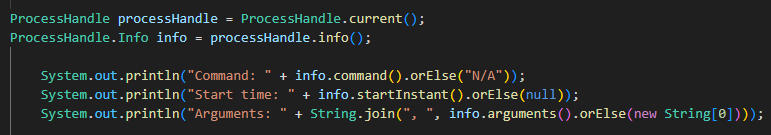 ProcessHandle processHandle = ProcessHandle.current();
ProcessHandle.Info info = processHandle.info();
System.out.println("Command: " + info.command().orElse("N/A"));
System.out.println("Start time: " + info.startInstant().orElse(null));
System.out.println("Arguments: " + String.join(", ", info.arguments().orElse(new String[0])));